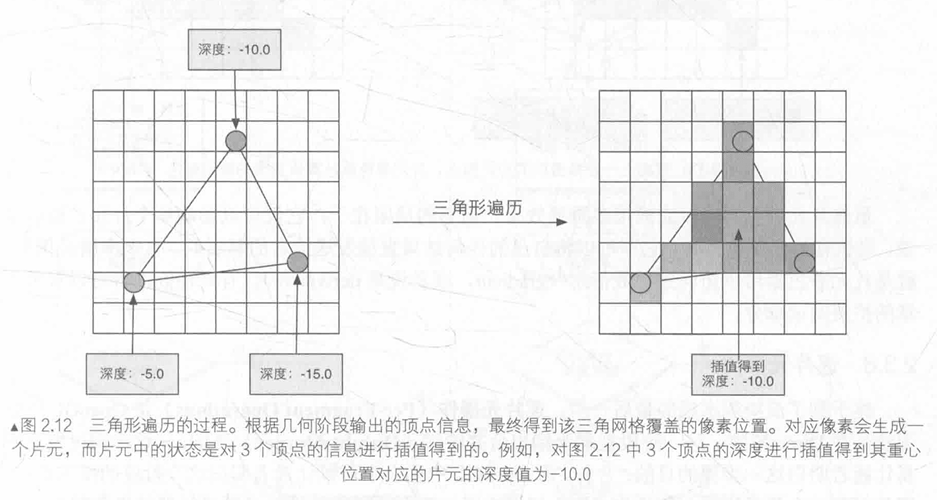 深度：-10.0
三角形遍历
深度：-5.0
深度：-15.0
插值得到
深度：-10.0
▲图 2.12 三角形遍历的过程。根据几何阶段输出的顶点信息，最终得到该三角网格覆盖的像素位置。对应像素会生成一
个片元，而片元中的状态是对 3 个顶点的信息进行插值得到的。例如，对图 2.12 中 3 个顶点的深度进行插值得到其重心
位置对应的片元的深度值为-10.0